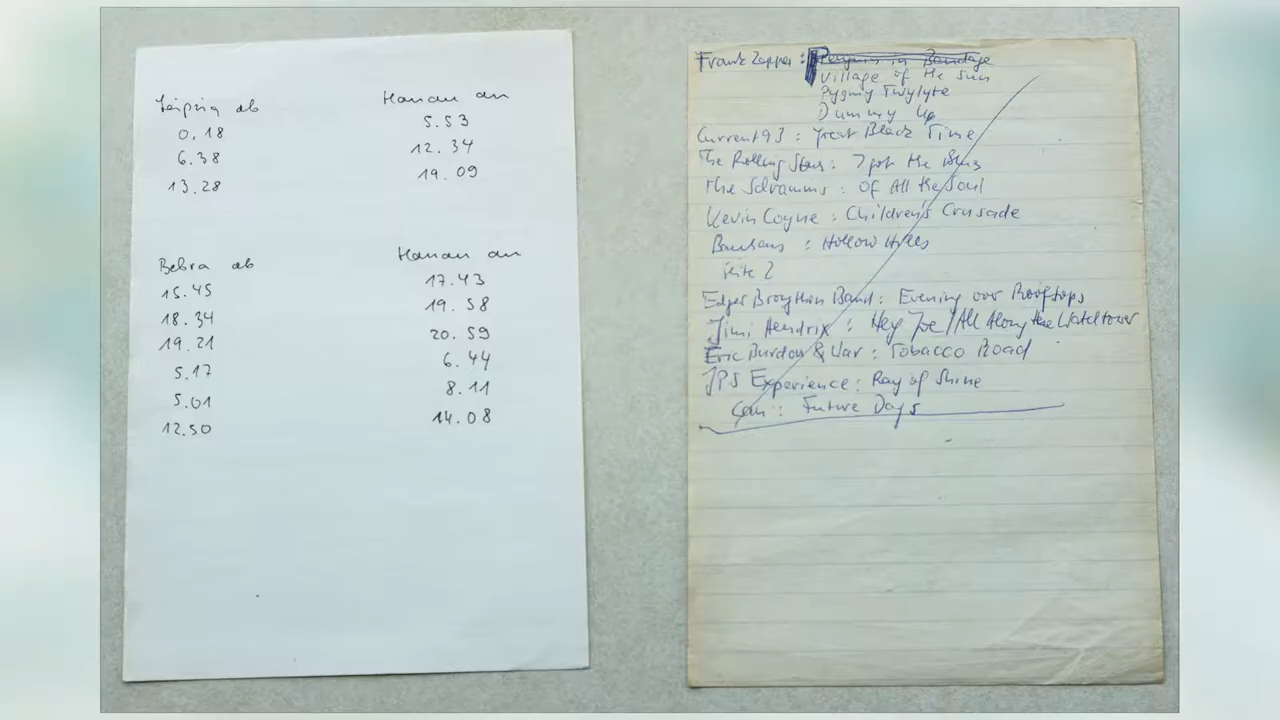 Leipzig ab Hanau an
0.18 5.53
6.38 12.34
13.28 19.09
Bebra ab Hanau an
15.45 17.43
18.34 19.58
19.21 20.59
5.17 6.44
5.01 8.11
12.50 14.08
Frank Zappa : Penguin in Bondage
Village of the Sun
Pygmy Twylyte
Dummy Up
Current 93 : Great Black Time
The Rolling Stones : I got the Blues
The Schramms : Of All the Soul
Kevin Coyne : Children's Crusade
Bauhaus : Hollow Hills
Seite 2
Edgar Broughton Band : Evening over Rooftops
Jimi Hendrix : Hey Joe / All Along the Watchtower
Eric Burdon & War : Tobacco Road
JPS Experience : Ray of Shine
Can : Future Days